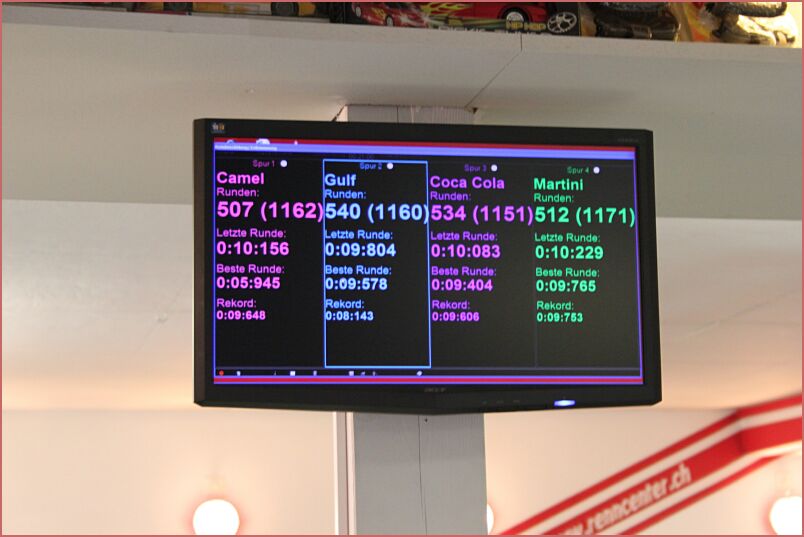 HIP HOP
Spur 1
Camel
Runden:
507 (1162)
Letzte Runde:
0:10:156
Beste Runde:
0:05:945
Rekord:
0:09:648
Spur 2
Gulf
Runden:
540 (1160)
Letzte Runde:
0:09:804
Beste Runde:
0:09:578
Rekord:
0:08:143
Spur 3
Coca Cola
Runden:
534 (1151)
Letzte Runde:
0:10:083
Beste Runde:
0:09:404
Rekord:
0:09:606
Spur 4
Martini
Runden:
512 (1171)
Letzte Runde:
0:10:229
Beste Runde:
0:09:765
Rekord:
0:09:753
acer
.renncenter.ch